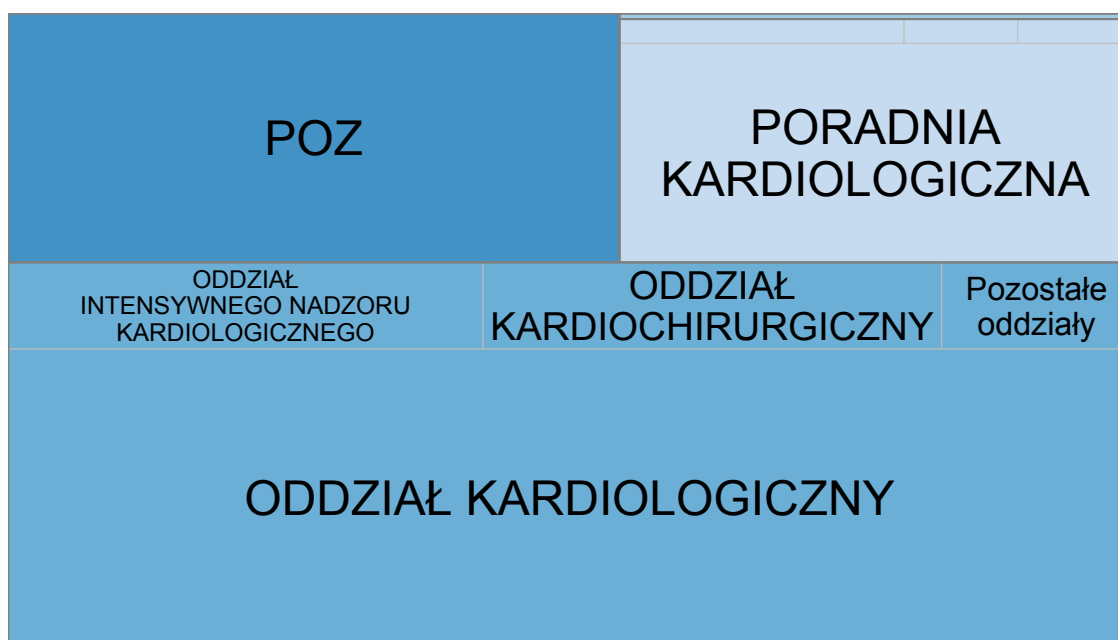 POZ
PORADNIA
KARDIOLOGICZNA
ODDZIAŁ
INTENSYWNEGO NADZORU
KARDIOLOGICZNEGO
ODDZIAŁ
KARDIOCHIRURGICZNY
Pozostałe
oddziały
ODDZIAŁ KARDIOLOGICZNY